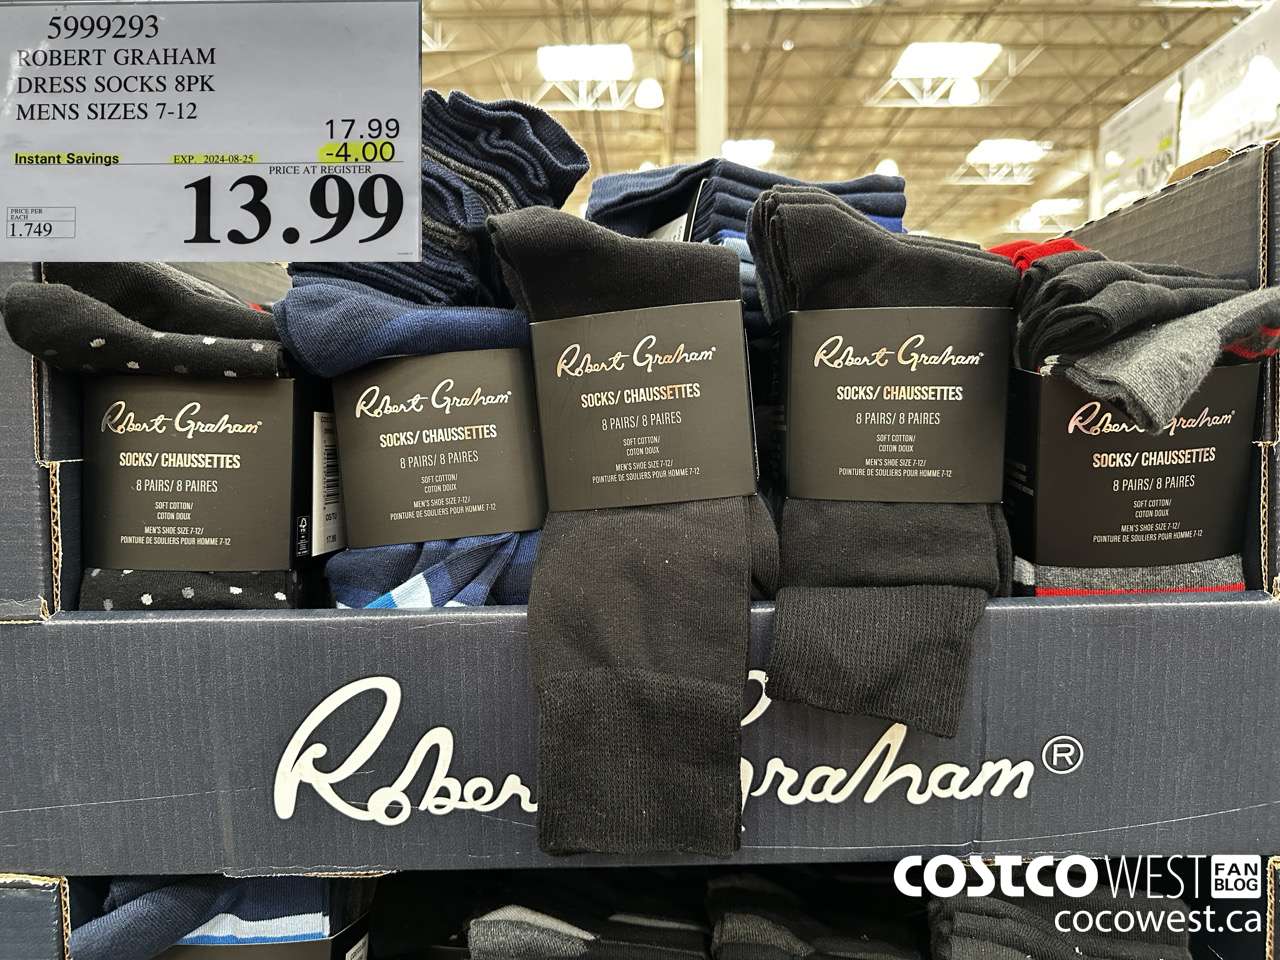 5999293
ROBERT GRAHAM
DRESS SOCKS 8PK
MENS SIZES 7-12
17.99
Instant Savings EXP. 2024-08-25 -4.00
PRICE AT REGISTER
13.99
PRICE PER
EACH
1.749
Robert Graham®
SOCKS/ CHAUSSETTES
8 PAIRS/ 8 PAIRES
SOFT COTTON/
COTON DOUX
MEN'S SHOE SIZE 7-12/
POINTURE DE SOULIERS POUR HOMME 7-12
Robert Graham®
SOCKS/ CHAUSSETTES
8 PAIRS/ 8 PAIRES
SOFT COTTON/
COTON DOUX
MEN'S SHOE SIZE 7-12/
POINTURE DE SOULIERS POUR HOMME 7-12
Robert Graham®
SOCKS/ CHAUSSETTES
8 PAIRS/ 8 PAIRES
SOFT COTTON/
COTON DOUX
MEN'S SHOE SIZE 7-12/
POINTURE DE SOULIERS POUR HOMME 7-12
Robert Graham®
SOCKS/ CHAUSSETTES
8 PAIRS/ 8 PAIRES
SOFT COTTON/
COTON DOUX
MEN'S SHOE SIZE 7-12/
POINTURE DE SOULIERS POUR HOMME 7-12
Robert Graham®
SOCKS/ CHAUSSETTES
8 PAIRS/ 8 PAIRES
SOFT COTTON/
COTON DOUX
MEN'S SHOE SIZE 7-12/
POINTURE DE SOULIERS POUR HOMME 7-12
Rober Graham®
COSTCO WEST FAN BLOG
cocowest.ca